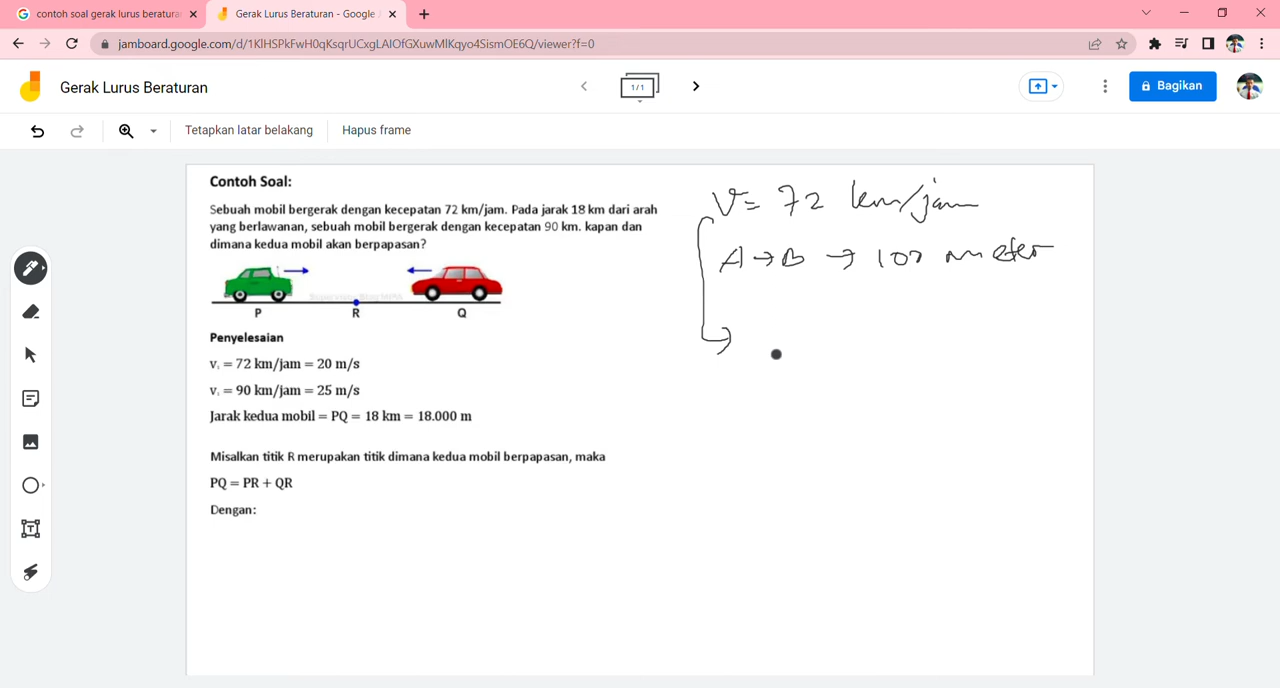 contoh soal gerak lurus beratura
Gerak Lurus Beraturan - Google J
jamboard.google.com/d/1KlHSPkFwH0qKsqrUCxgLAIOfGXuwMlKqyo4SismOE6Q/viewer?f=0
Gerak Lurus Beraturan
1/1
Bagikan
Tetapkan latar belakang
Hapus frame
Contoh Soal:
Sebuah mobil bergerak dengan kecepatan 72 km/jam. Pada jarak 18 km dari arah
yang berlawanan, sebuah mobil bergerak dengan kecepatan 90 km. kapan dan
dimana kedua mobil akan berpapasan?
P R Q
Penyelesaian
v₁ = 72 km/jam = 20 m/s
v₁ = 90 km/jam = 25 m/s
Jarak kedua mobil = PQ = 18 km = 18.000 m
Misalkan titik R merupakan titik dimana kedua mobil berpapasan, maka
PQ = PR + QR
Dengan:
V = 72 km/jam
A → B → 100 meter